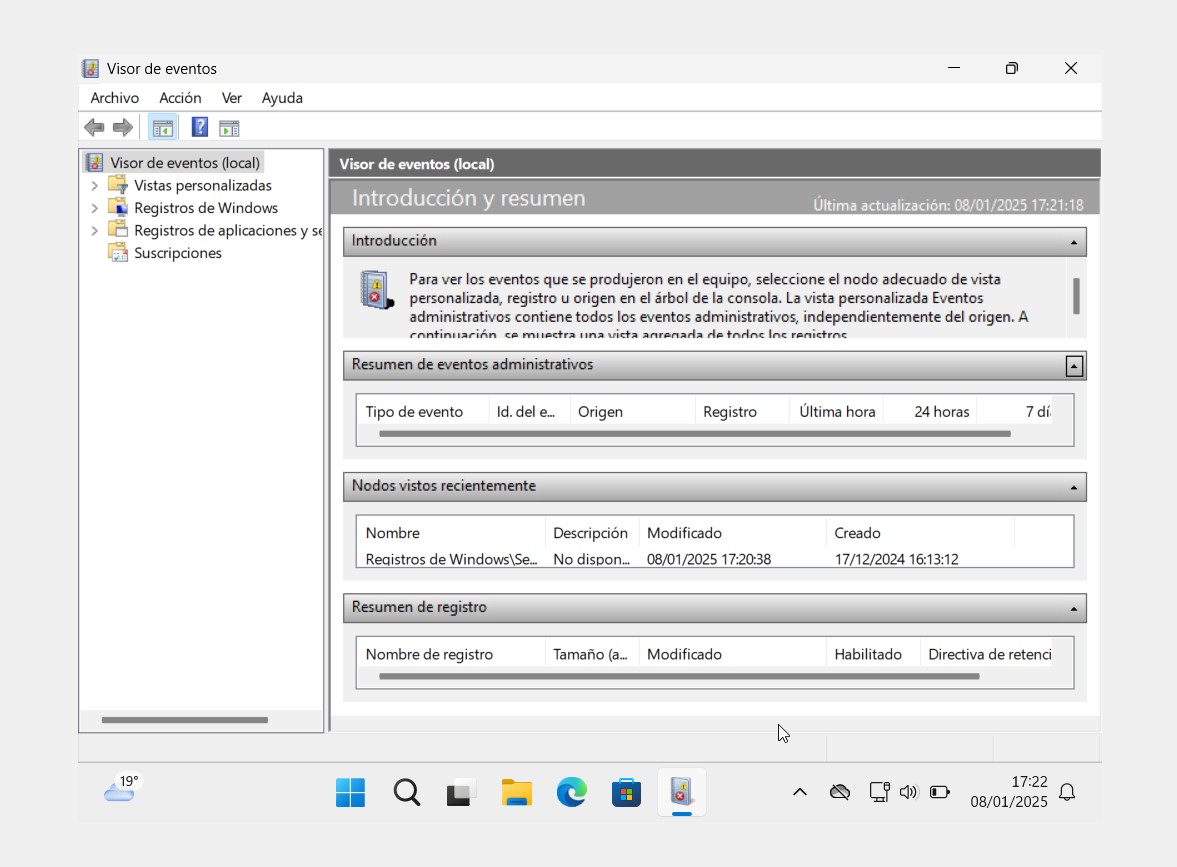 Visor de eventos
Archivo Acción Ver Ayuda
Visor de eventos (local)
Vistas personalizadas
Registros de Windows
Registros de aplicaciones y se
Suscripciones
Visor de eventos (local)
Introducción y resumen
Última actualización: 08/01/2025 17:21:18
Introducción
Para ver los eventos que se produjeron en el equipo, seleccione el nodo adecuado de vista
personalizada, registro u origen en el árbol de la consola. La vista personalizada Eventos
administrativos contiene todos los eventos administrativos, independientemente del origen. A
continuación, se muestra una vista agregada de todos los registros.
Resumen de eventos administrativos
Tipo de evento Id. del e... Origen Registro Última hora 24 horas 7 dí
Nodos vistos recientemente
Nombre Descripción Modificado Creado
Registros de Windows\Se... No dispon... 08/01/2025 17:20:38 17/12/2024 16:13:12
Resumen de registro
Nombre de registro Tamaño (a... Modificado Habilitado Directiva de retenci
19°
17:22
08/01/2025